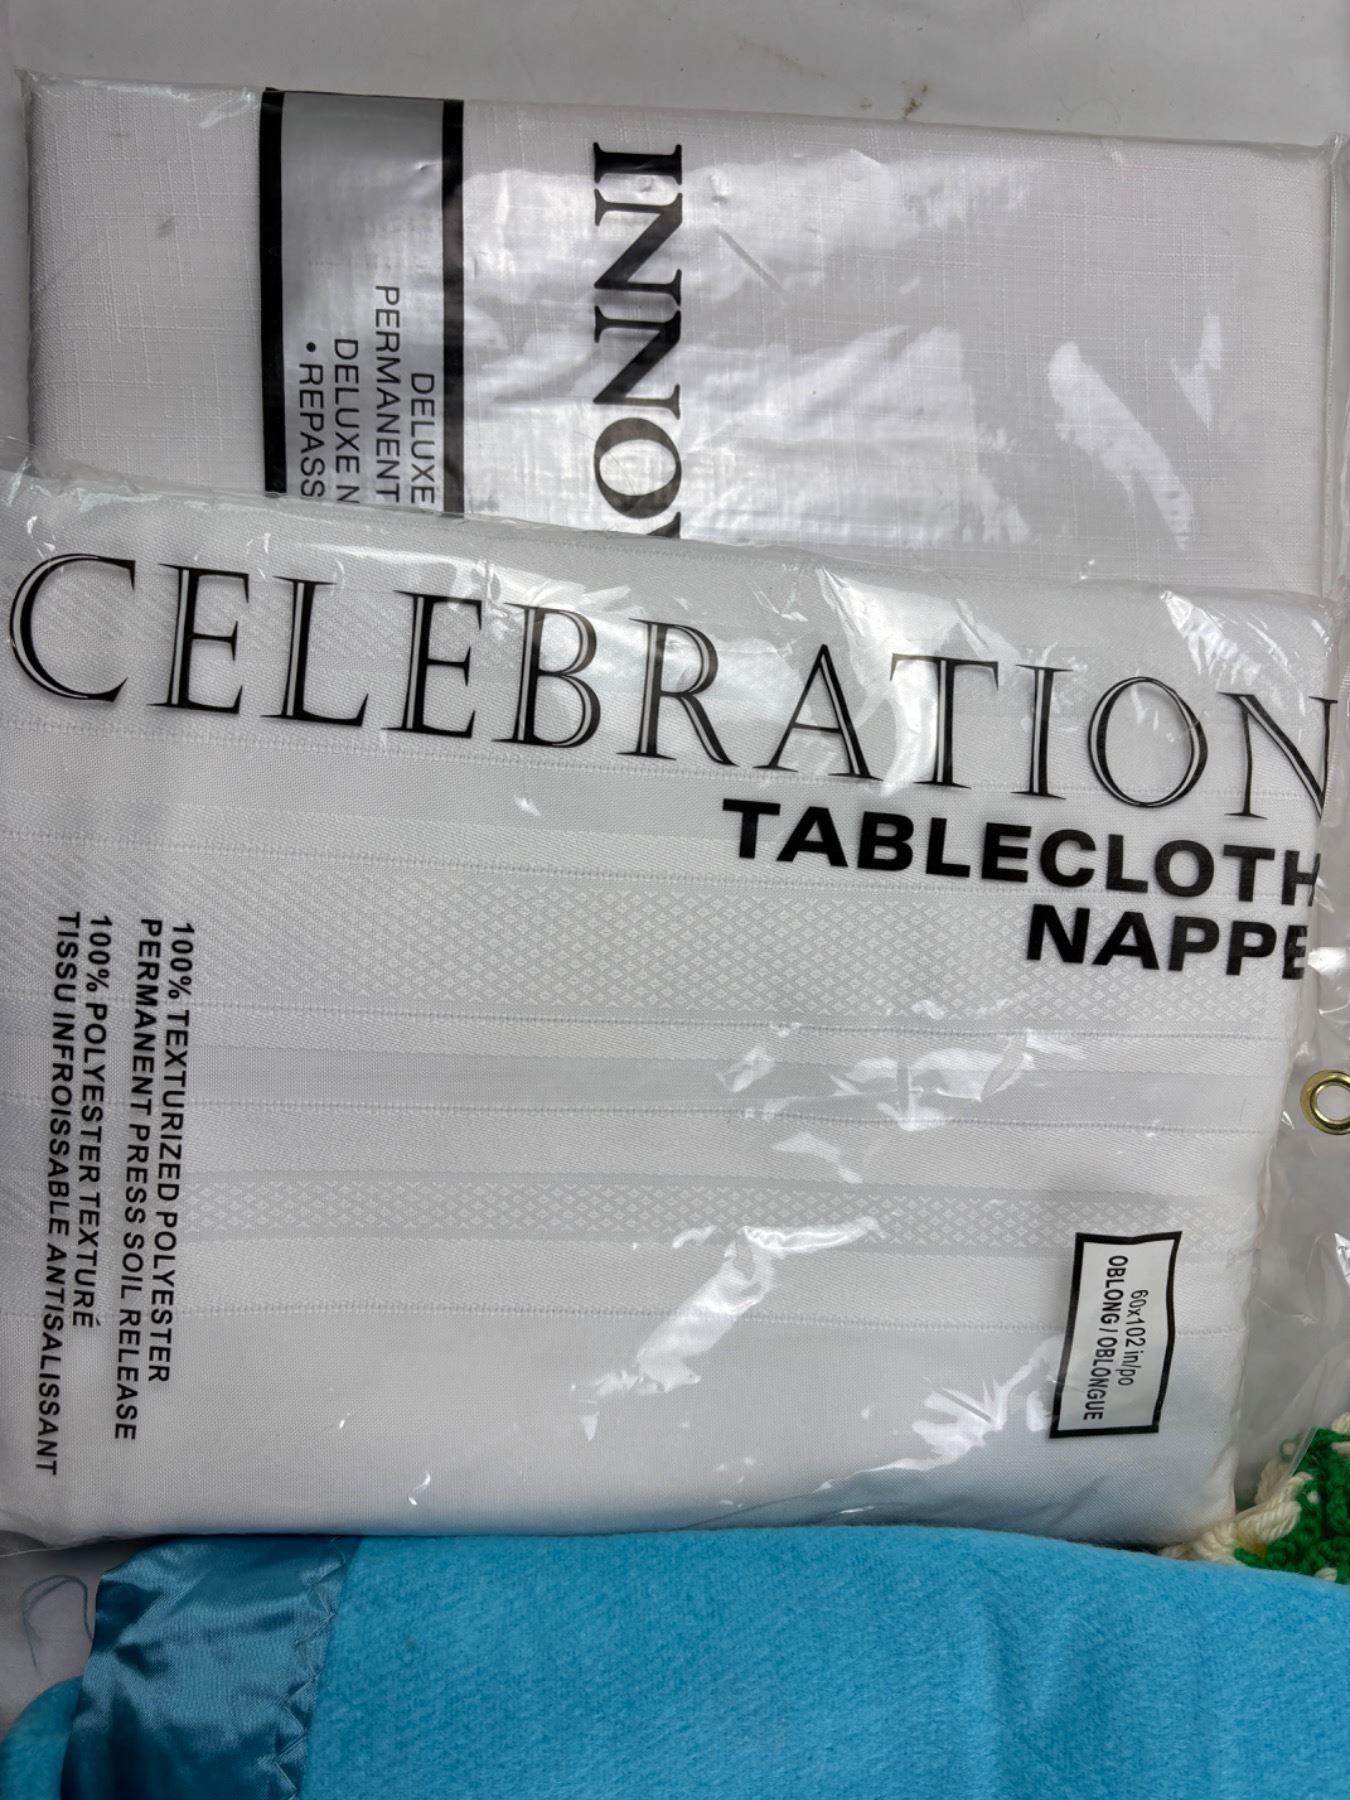 INNO
DELUXE
PERMANENT
DELUXE N
• REPASS
CELEBRATION
TABLECLOTH
NAPPE
100% TEXTURIZED POLYESTER
PERMANENT PRESS SOIL RELEASE
100% POLYESTER TEXTURÉ
TISSU INFROISSABLE ANTISALISSANT
60x102 in/po
OBLONG / OBLONGUE